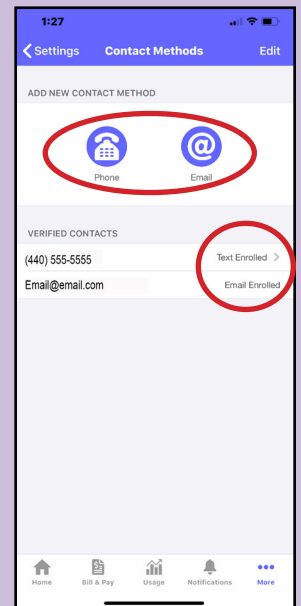 1:27
Settings Contact Methods Edit
ADD NEW CONTACT METHOD
@
Phone Email
VERIFIED CONTACTS
(440) 555-5555 Text Enrolled
Email@email.com Email Enrolled
Home Bill & Pay Usage Notifications More